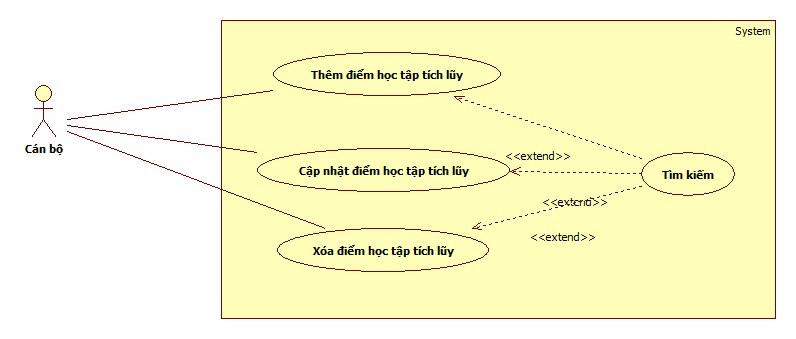 System
Thêm điểm học tập tích lũy
Cán bộ
<<extend>>
Cập nhật điểm học tập tích lũy
Tìm kiếm
<<extend>>
<<extend>>
Xóa điểm học tập tích lũy